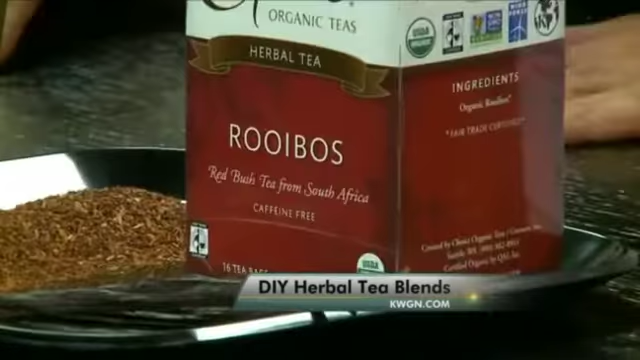 ORGANIC TEAS
HERBAL TEA
ROOIBOS
Red Bush Tea from South Africa
CAFFEINE FREE
16 TEA BAGS
INGREDIENTS
Organic Rooibos*
*FAIR TRADE CERTIFIED
USDA
ORGANIC
DIY Herbal Tea Blends
KWGN.COM